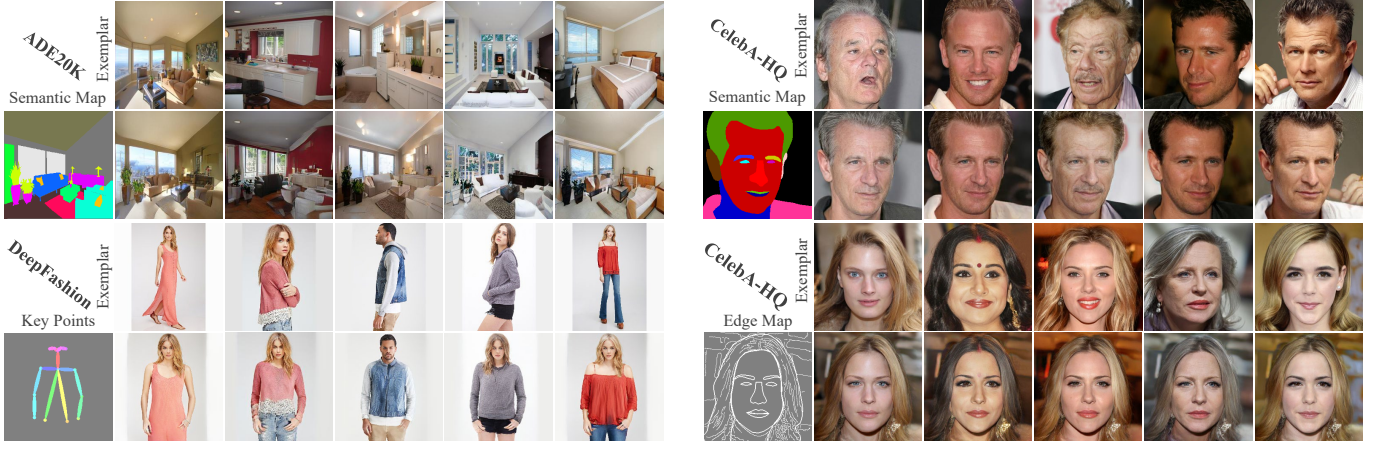 ADE20K
Exemplar
Semantic Map
CelebA-HQ
Exemplar
Semantic Map
DeepFashion
Exemplar
Key Points
CelebA-HQ
Exemplar
Edge Map